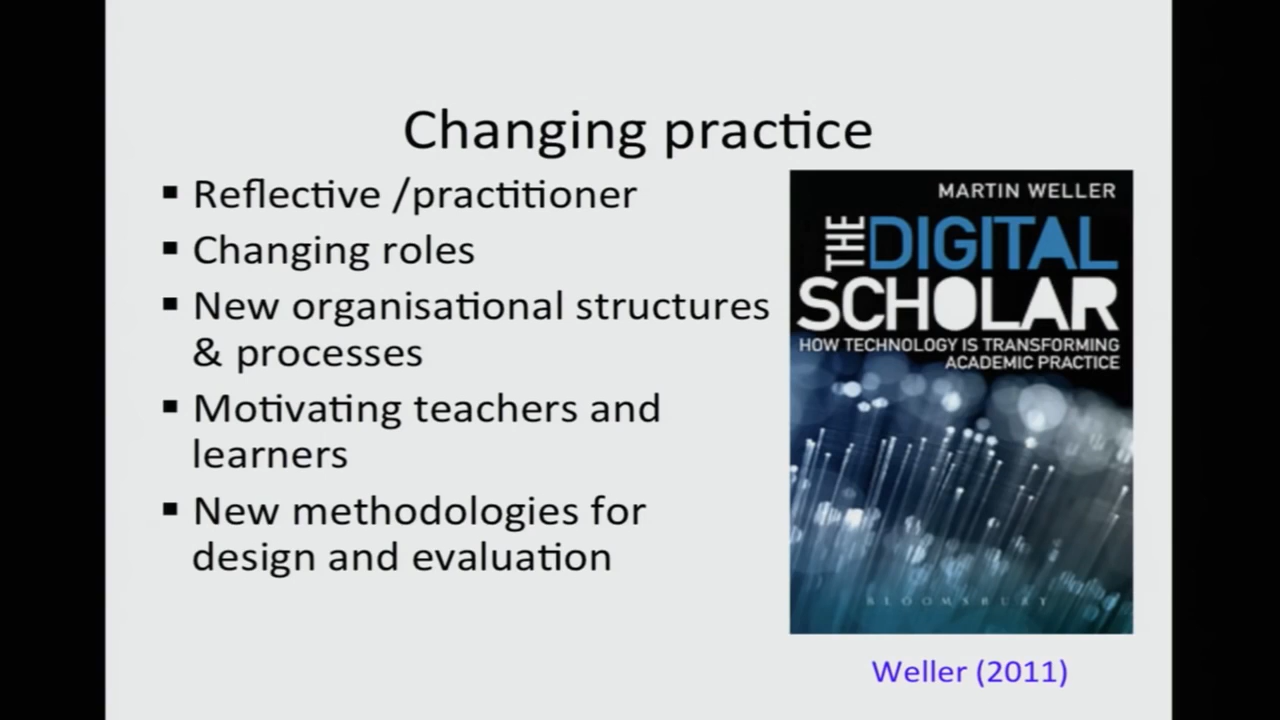 Changing practice
▪ Reflective /practitioner
▪ Changing roles
▪ New organisational structures
& processes
▪ Motivating teachers and
learners
▪ New methodologies for
design and evaluation
MARTIN WELLER
THE DIGITAL
SCHOLAR
HOW TECHNOLOGY IS TRANSFORMING
ACADEMIC PRACTICE
BLOOMSBURY
Weller (2011)